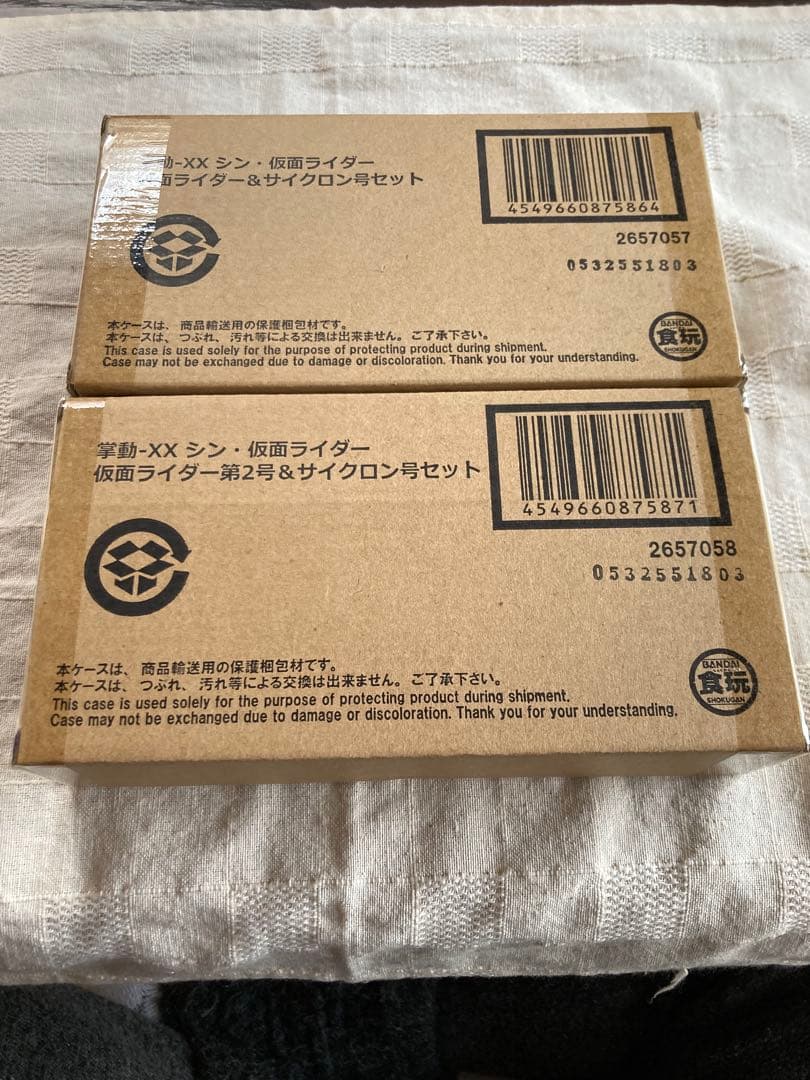 動-XX シン・仮面ライダー
面ライダー＆サイクロン号セット
4549660875864
2657057
0532551803
本ケースは、商品輸送用の保護梱包材です。
本ケースは、つぶれ、汚れ等による交換は出来ません。ご了承下さい。
This case is used solely for the purpose of protecting product during shipment.
Case may not be exchanged due to damage or discoloration. Thank you for your understanding.
BANDAI
食玩
SHOKUGAN
掌動-XX シン・仮面ライダー
仮面ライダー第2号＆サイクロン号セット
4549660875871
2657058
0532551803
本ケースは、商品輸送用の保護梱包材です。
本ケースは、つぶれ、汚れ等による交換は出来ません。ご了承下さい。
This case is used solely for the purpose of protecting product during shipment.
Case may not be exchanged due to damage or discoloration. Thank you for your understanding.
BANDAI
食玩
SHOKUGAN